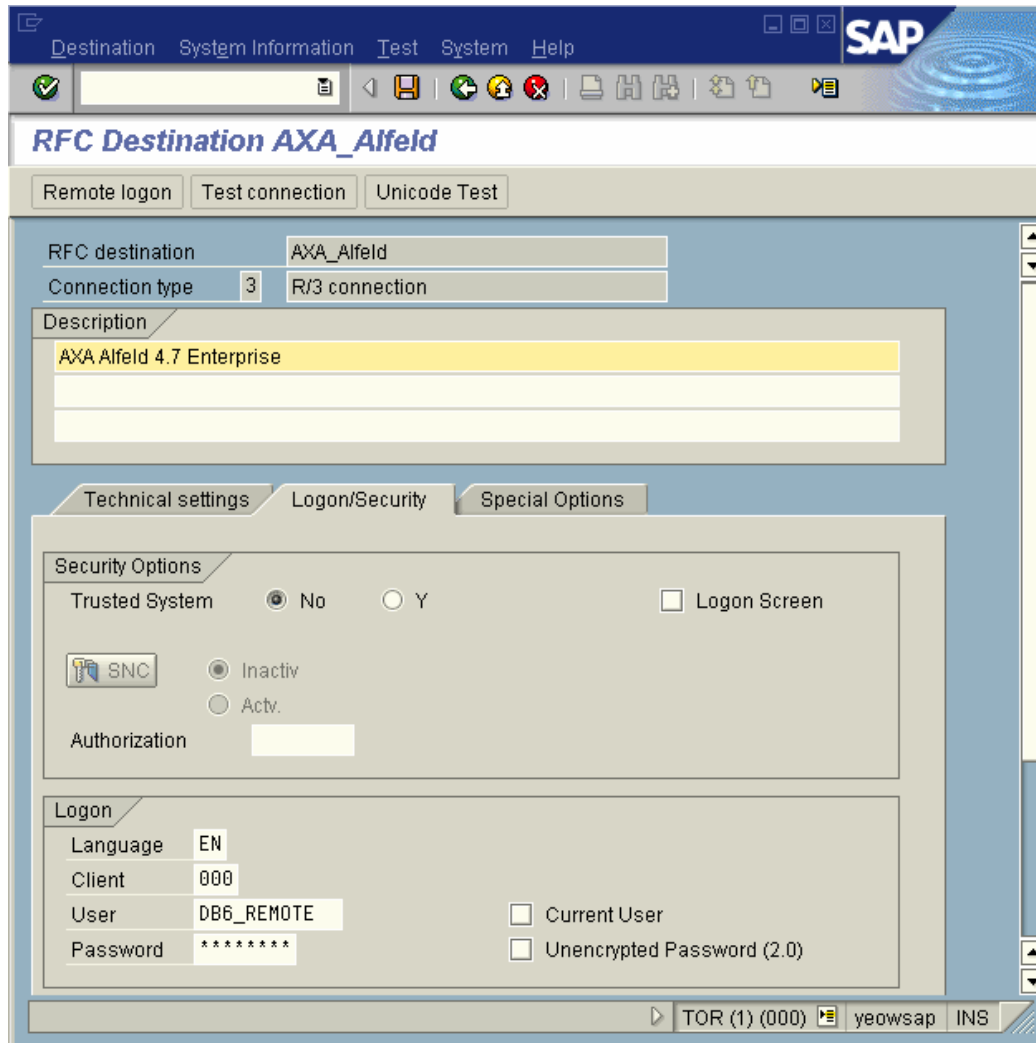 Destination System Information Test System Help
SAP
RFC Destination AXA_Alfeld
Remote logon Test connection Unicode Test
RFC destination AXA_Alfeld
Connection type 3 R/3 connection
Description
AXA Alfeld 4.7 Enterprise
Technical settings Logon/Security Special Options
Security Options
Trusted System No Y Logon Screen
SNC Inactiv
Actv.
Authorization
Logon
Language EN
Client 000
User DB6_REMOTE Current User
Password ******** Unencrypted Password (2.0)
TOR (1) (000) yeowsap INS